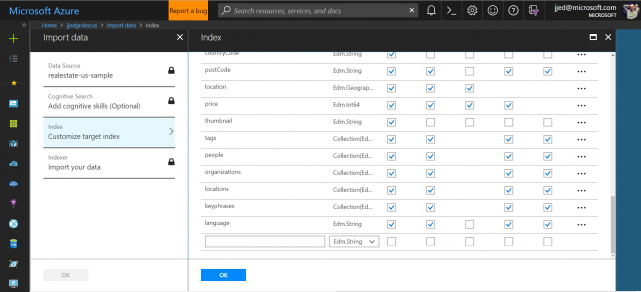 Microsoft Azure
Report a bug
Search resources, services, and docs
jjed@microsoft.com
MICROSOFT
Home > jjedgrokscus > Import data > Index
Import data
Index
Data Source
realestate-us-sample
Cognitive Search
Add cognitive skills (Optional)
Index
Customize target index
Indexer
Import your data
OK
countryCode Edm.String
postCode Edm.String
location Edm.Geograp...
price Edm.Int64
thumbnail Edm.String
tags Collection(Ed...
people Collection(Ed...
organizations Collection(Ed...
locations Collection(Ed...
keyphrases Collection(Ed...
language Edm.String
Edm.String
OK